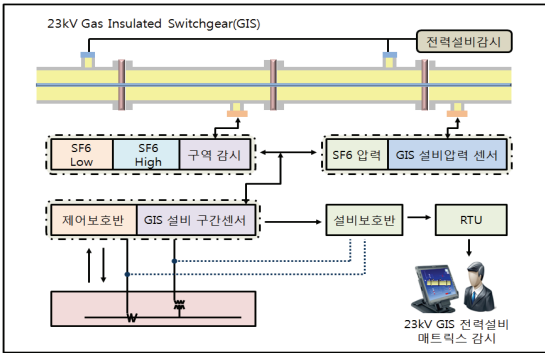 23kV Gas Insulated Switchgear(GIS)
전력설비감시
SF6
Low
SF6
High
구역 감시
SF6 압력
GIS 설비압력 센서
제어보호반
GIS 설비 구간센서
설비보호반
RTU
23kV GIS 전력설비
매트릭스 감시